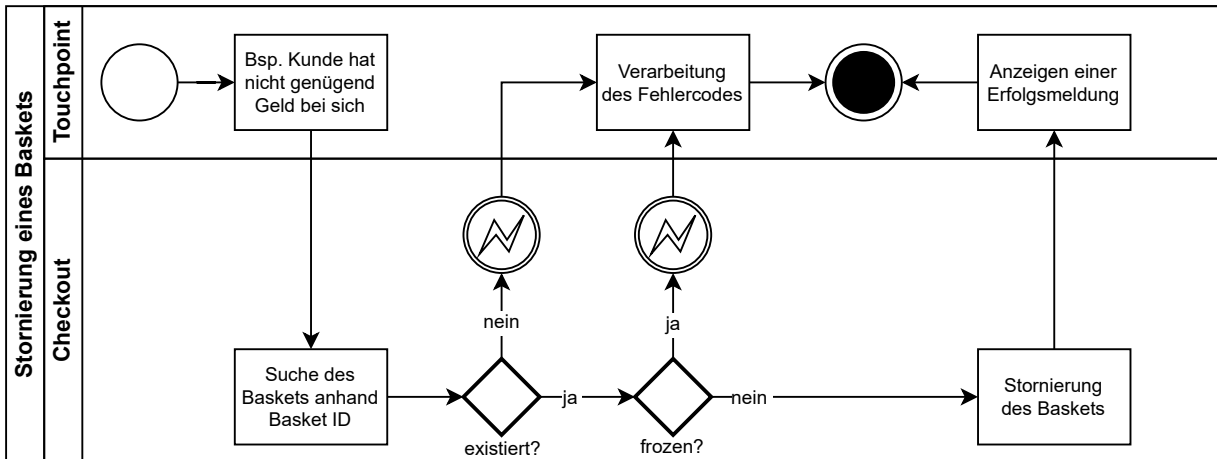 Stornierung eines Baskets
Touchpoint
Bsp. Kunde hat
nicht genügend
Geld bei sich
Verarbeitung
des Fehlercodes
Anzeigen einer
Erfolgsmeldung
Checkout
nein
ja
Suche des
Baskets anhand
Basket ID
existiert?
ja
frozen?
nein
Stornierung
des Baskets